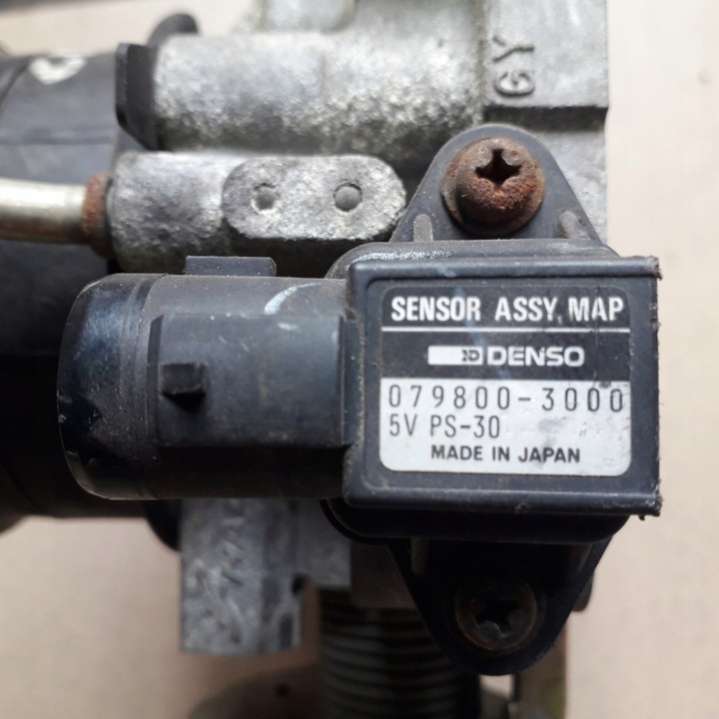 GY
SENSOR ASSY, MAP
DENSO
079800-3000
5V PS-30
MADE IN JAPAN